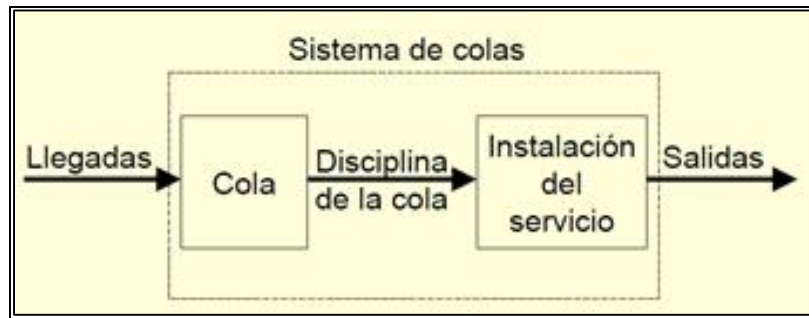 Sistema de colas
Llegadas
Cola
Disciplina
de la cola
Instalación
del
servicio
Salidas